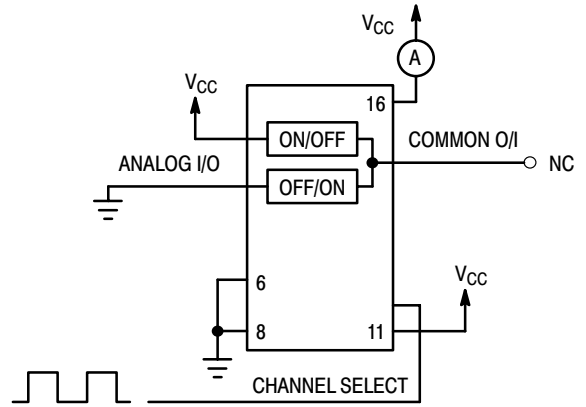 VCC
A
16
VCC
ON/OFF
COMMON O/I
NC
ANALOG I/O
OFF/ON
VCC
6
8
11
CHANNEL SELECT